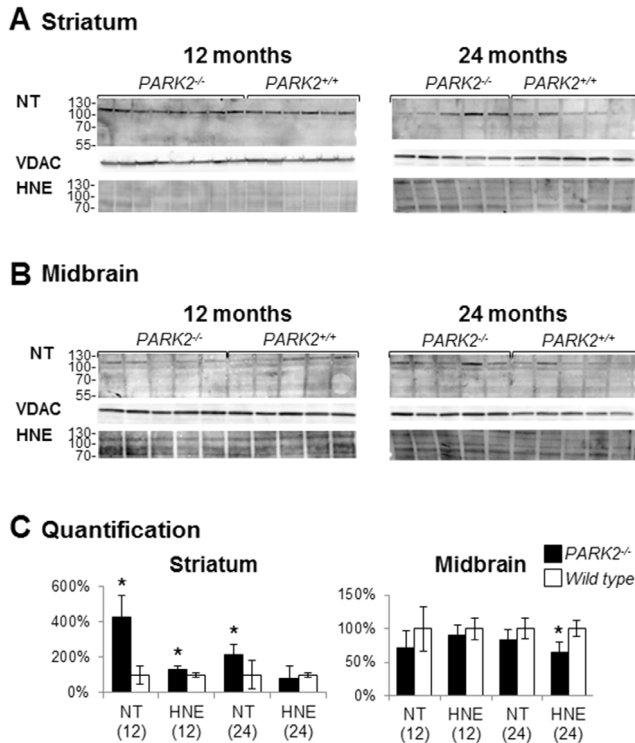 A Striatum
12 months 24 months
PARK2-/- PARK2+/+ PARK2-/- PARK2+/+
NT
130-
100-
70-
55-
VDAC
HNE
130-
100-
70-
B Midbrain
12 months 24 months
PARK2-/- PARK2+/+ PARK2-/- PARK2+/+
NT
130-
100-
70-
55-
VDAC
HNE
130-
100-
70-
C Quantification
PARK2-/-
Wild type
Striatum
600%
400%
200%
0%
* * *
NT HNE NT HNE
(12) (12) (24) (24)
Midbrain
150%
100%
50%
0%
*
NT HNE NT HNE
(12) (12) (24) (24)